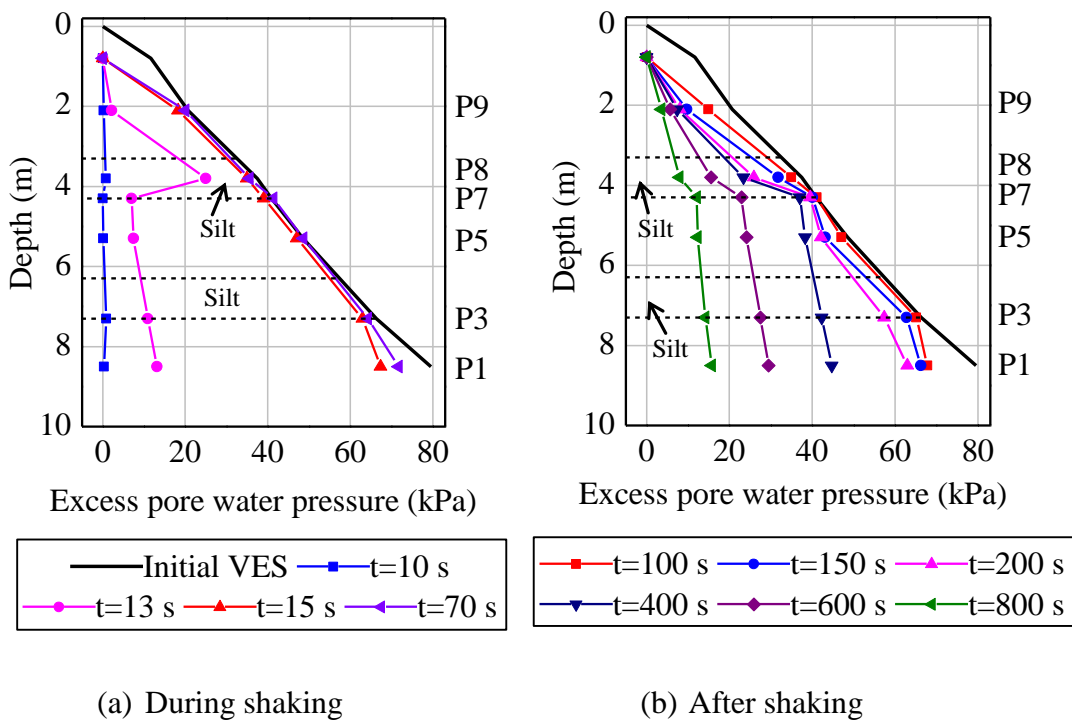 0
2
4
6
8
10
Depth (m)
Silt
Silt
P9
P8
P7
P5
P3
P1
0 20 40 60 80
Excess pore water pressure (kPa)
Initial VES t=10 s
t=13 s t=15 s t=70 s
(a) During shaking
0
2
4
6
8
10
Depth (m)
Silt
Silt
P9
P8
P7
P5
P3
P1
0 20 40 60 80
Excess pore water pressure (kPa)
t=100 s t=150 s t=200 s
t=400 s t=600 s t=800 s
(b) After shaking